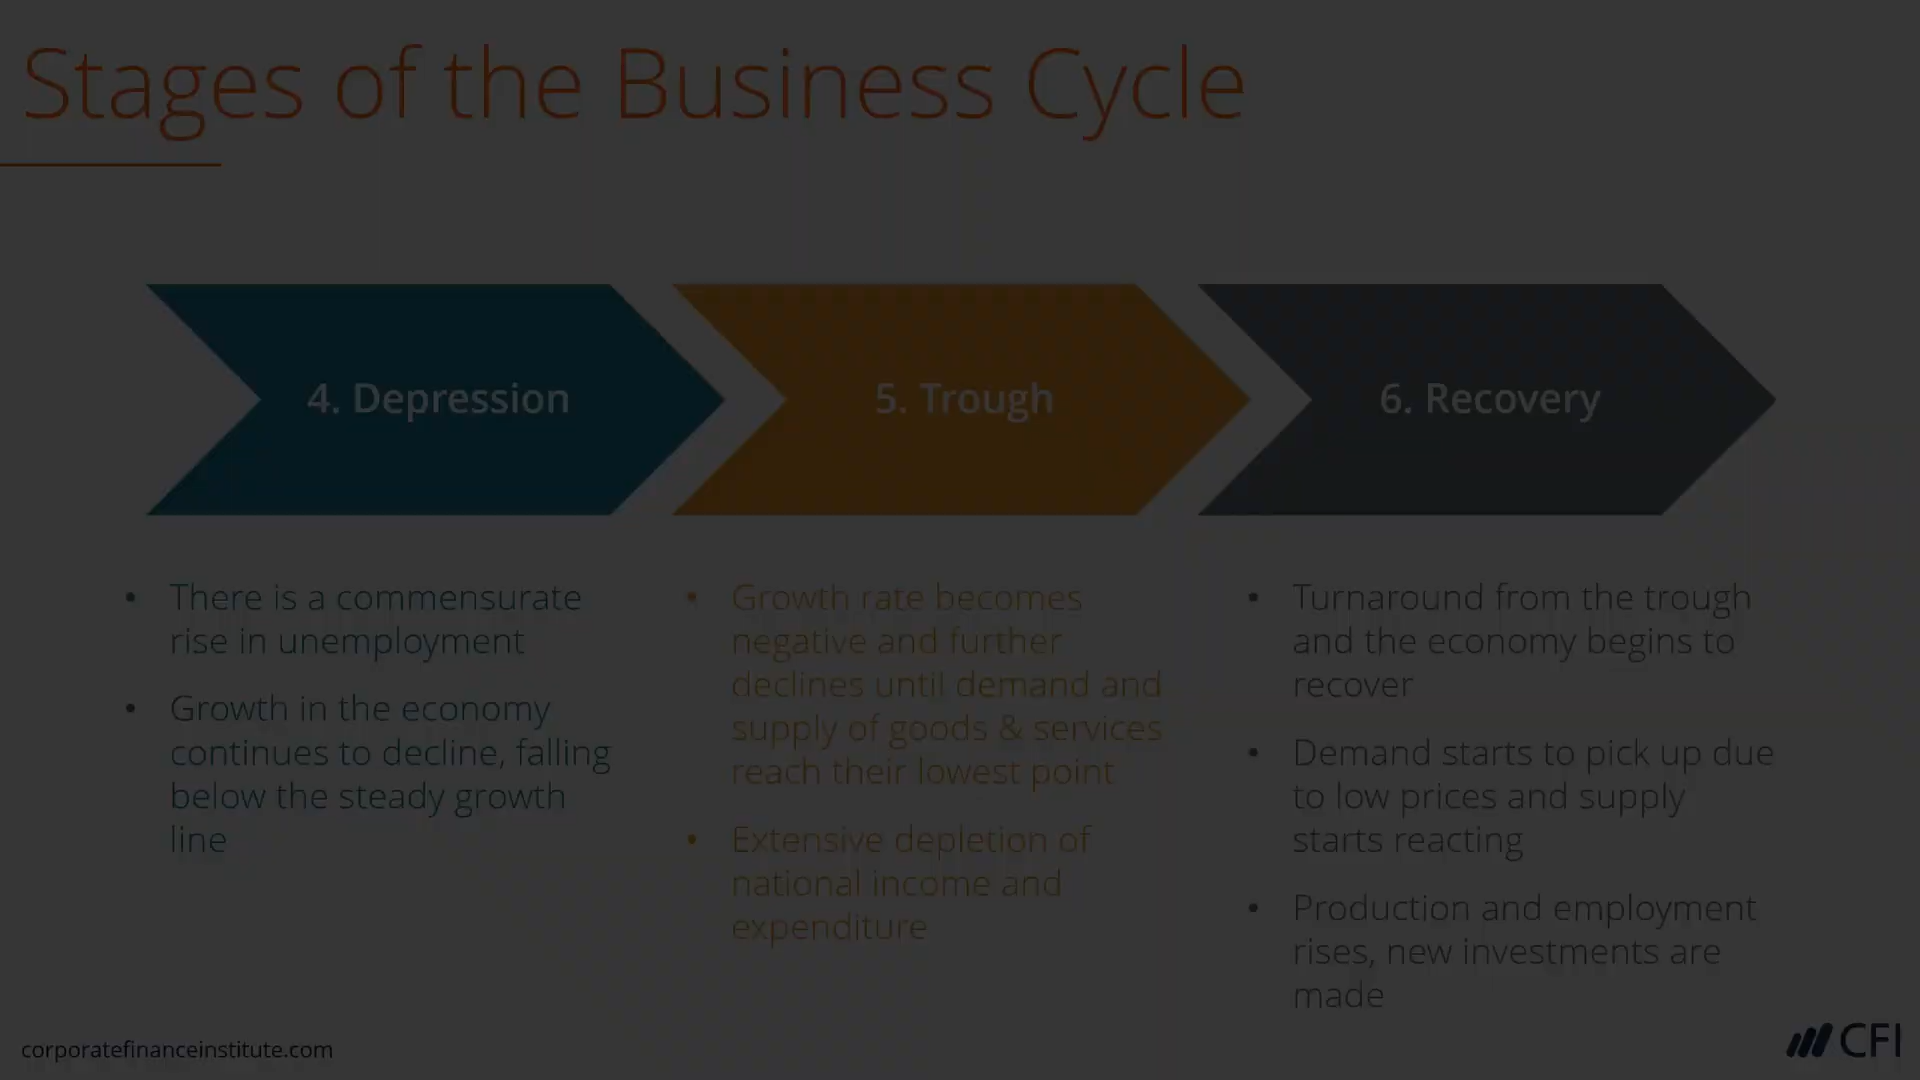 Stages of the Business Cycle
4. Depression
5. Trough
6. Recovery
• There is a commensurate
rise in unemployment
• Growth in the economy
continues to decline, falling
below the steady growth
line
• Growth rate becomes
negative and further
declines until demand and
supply of goods & services
reach their lowest point
• Extensive depletion of
national income and
expenditure
• Turnaround from the trough
and the economy begins to
recover
• Demand starts to pick up due
to low prices and supply
starts reacting
• Production and employment
rises, new investments are
made
corporatefinanceinstitute.com
CFI